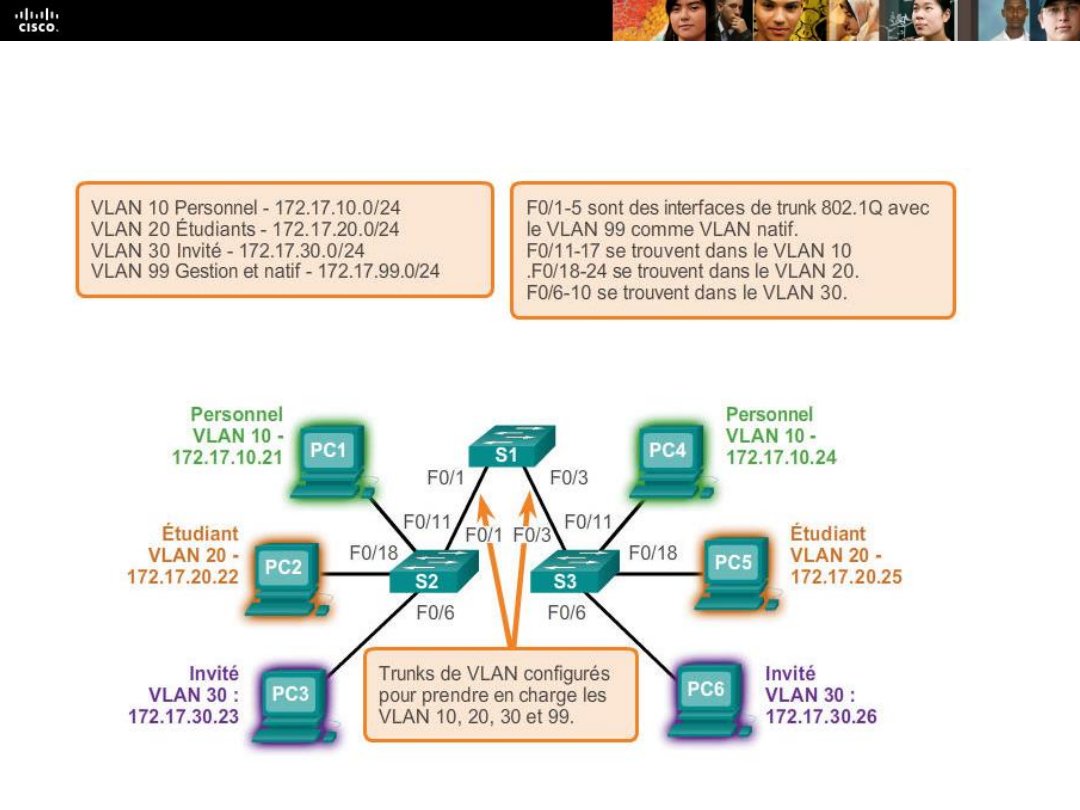 CISCO.
VLAN 10 Personnel - 172.17.10.0/24
VLAN 20 Étudiants - 172.17.20.0/24
VLAN 30 Invité - 172.17.30.0/24
VLAN 99 Gestion et natif - 172.17.99.0/24
F0/1-5 sont des interfaces de trunk 802.1Q avec
le VLAN 99 comme VLAN natif.
F0/11-17 se trouvent dans le VLAN 10
.F0/18-24 se trouvent dans le VLAN 20.
F0/6-10 se trouvent dans le VLAN 30.
Personnel
VLAN 10 -
172.17.10.21
PC1
S1
F0/1
F0/3
PC4
Personnel
VLAN 10 -
172.17.10.24
F0/11
F0/1
F0/3
F0/11
Étudiant
VLAN 20 -
172.17.20.22
PC2
F0/18
S2
S3
F0/18
PC5
Étudiant
VLAN 20 -
172.17.20.25
F0/6
F0/6
Invité
VLAN 30 :
172.17.30.23
PC3
Trunks de VLAN configurés
pour prendre en charge les
VLAN 10, 20, 30 et 99.
PC6
Invité
VLAN 30 :
172.17.30.26